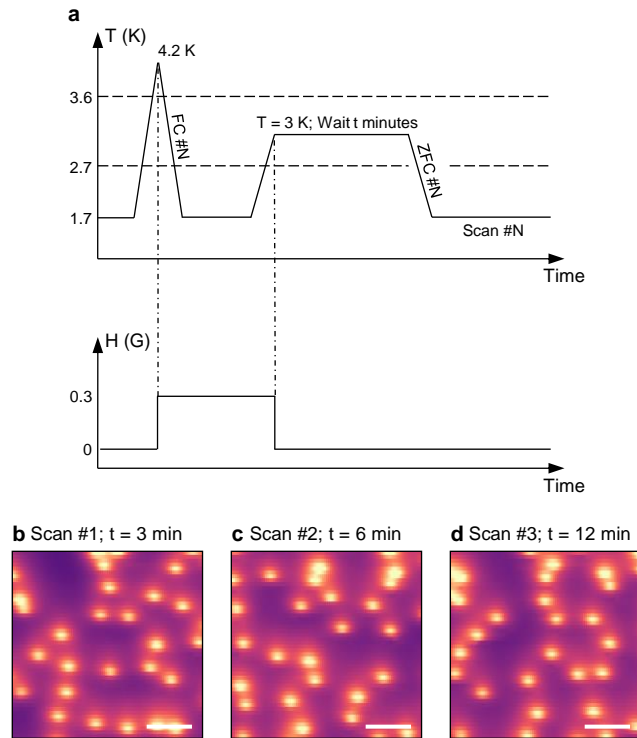 a
T (K)
4.2 K
3.6
FC #N
T = 3 K; Wait t minutes
2.7
ZFC #N
1.7
Scan #N
Time
H (G)
0.3
0
Time
b Scan #1; t = 3 min
c Scan #2; t = 6 min
d Scan #3; t = 12 min